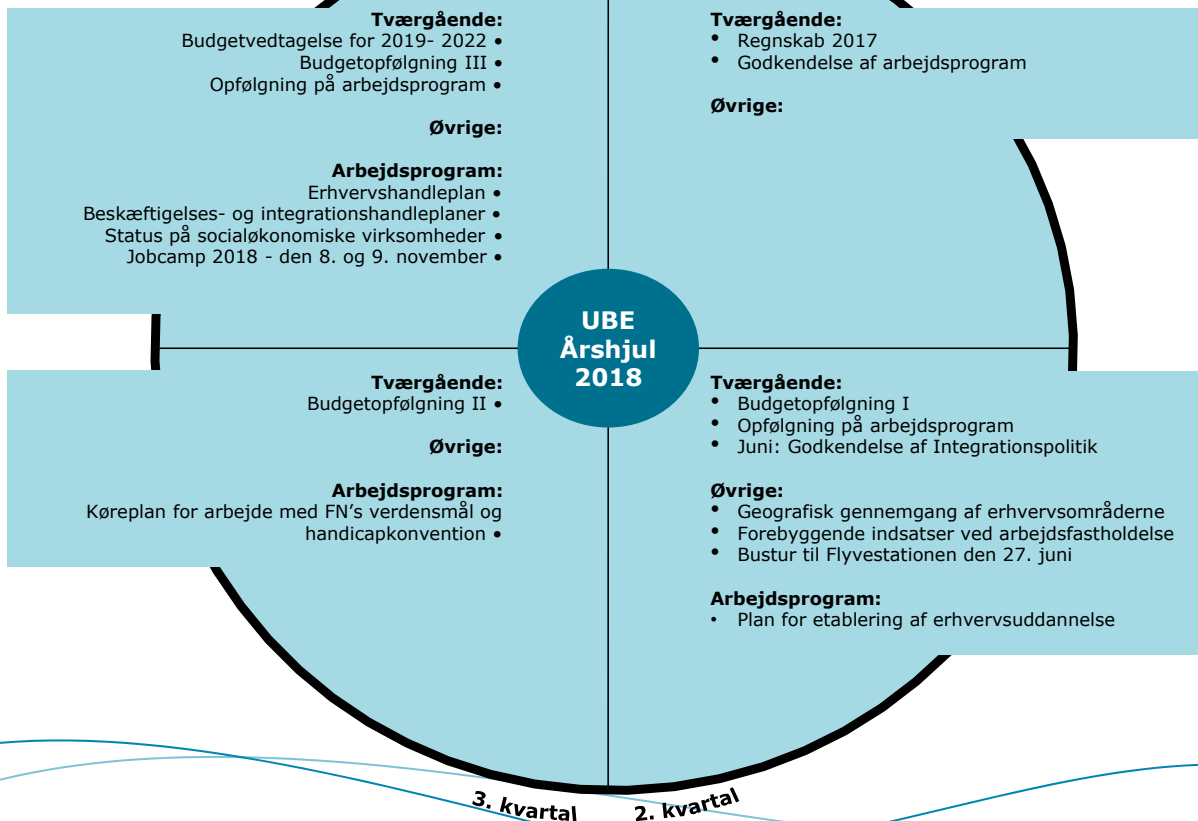 Tværgående:
Budgetvedtagelse for 2019- 2022 •
Budgetopfølgning III •
Opfølgning på arbejdsprogram •
Øvrige:
Arbejdsprogram:
Erhvervshandleplan •
Beskæftigelses- og integrationshandleplaner •
Status på socialøkonomiske virksomheder •
Jobcamp 2018 - den 8. og 9. november •
Tværgående:
• Regnskab 2017
• Godkendelse af arbejdsprogram
Øvrige:
UBE
Årshjul
2018
Tværgående:
Budgetopfølgning II •
Øvrige:
Arbejdsprogram:
Køreplan for arbejde med FN’s verdensmål og
handicapkonvention •
Tværgående:
• Budgetopfølgning I
• Opfølgning på arbejdsprogram
• Juni: Godkendelse af Integrationspolitik
Øvrige:
• Geografisk gennemgang af erhvervsområderne
• Forebyggende indsatser ved arbejdsfastholdelse
• Bustur til Flyvestationen den 27. juni
Arbejdsprogram:
• Plan for etablering af erhvervsuddannelse
3. kvartal
2. kvartal